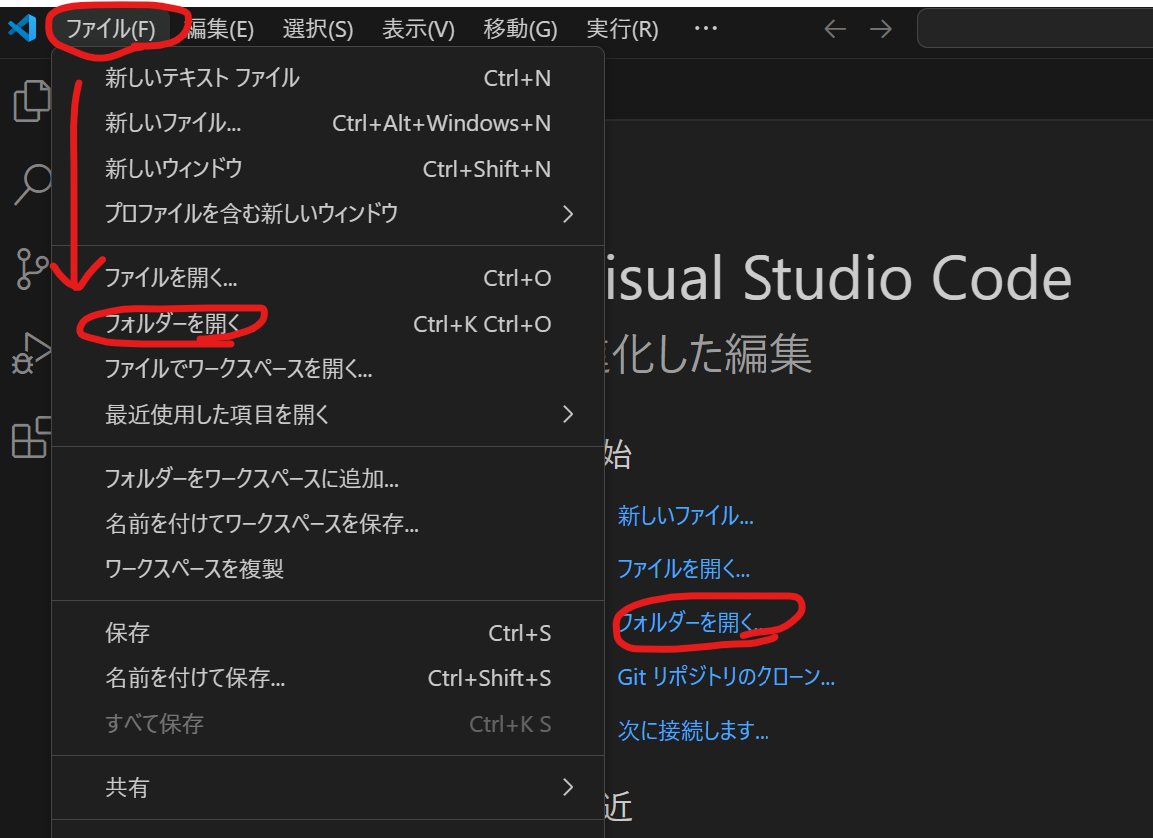 ファイル(F) 編集(E) 選択(S) 表示(V) 移動(G) 実行(R) …
新しいテキスト ファイル Ctrl+N
新しいファイル... Ctrl+Alt+Windows+N
新しいウィンドウ Ctrl+Shift+N
プロファイルを含む新しいウィンドウ
ファイルを開く... Ctrl+O
フォルダーを開く Ctrl+K Ctrl+O
ファイルでワークスペースを開く...
最近使用した項目を開く
フォルダーをワークスペースに追加...
名前を付けてワークスペースを保存...
ワークスペースを複製
保存 Ctrl+S
名前を付けて保存... Ctrl+Shift+S
すべて保存 Ctrl+K S
共有
isual Studio Code
化した編集
始
新しいファイル...
ファイルを開く...
フォルダーを開く...
Git リポジトリのクローン...
次に接続します...
近